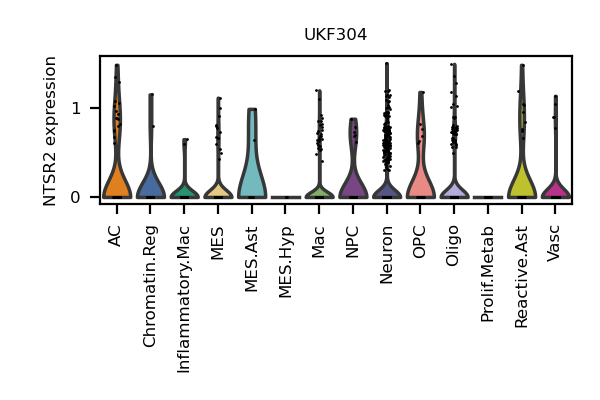 UKF304
NTSR2 expression
1
0
AC
Chromatin.Reg
Inflammatory.Mac
MES
MES.Ast
MES.Hyp
Mac
NPC
Neuron
OPC
Oligo
Prolif.Metab
Reactive.Ast
Vasc